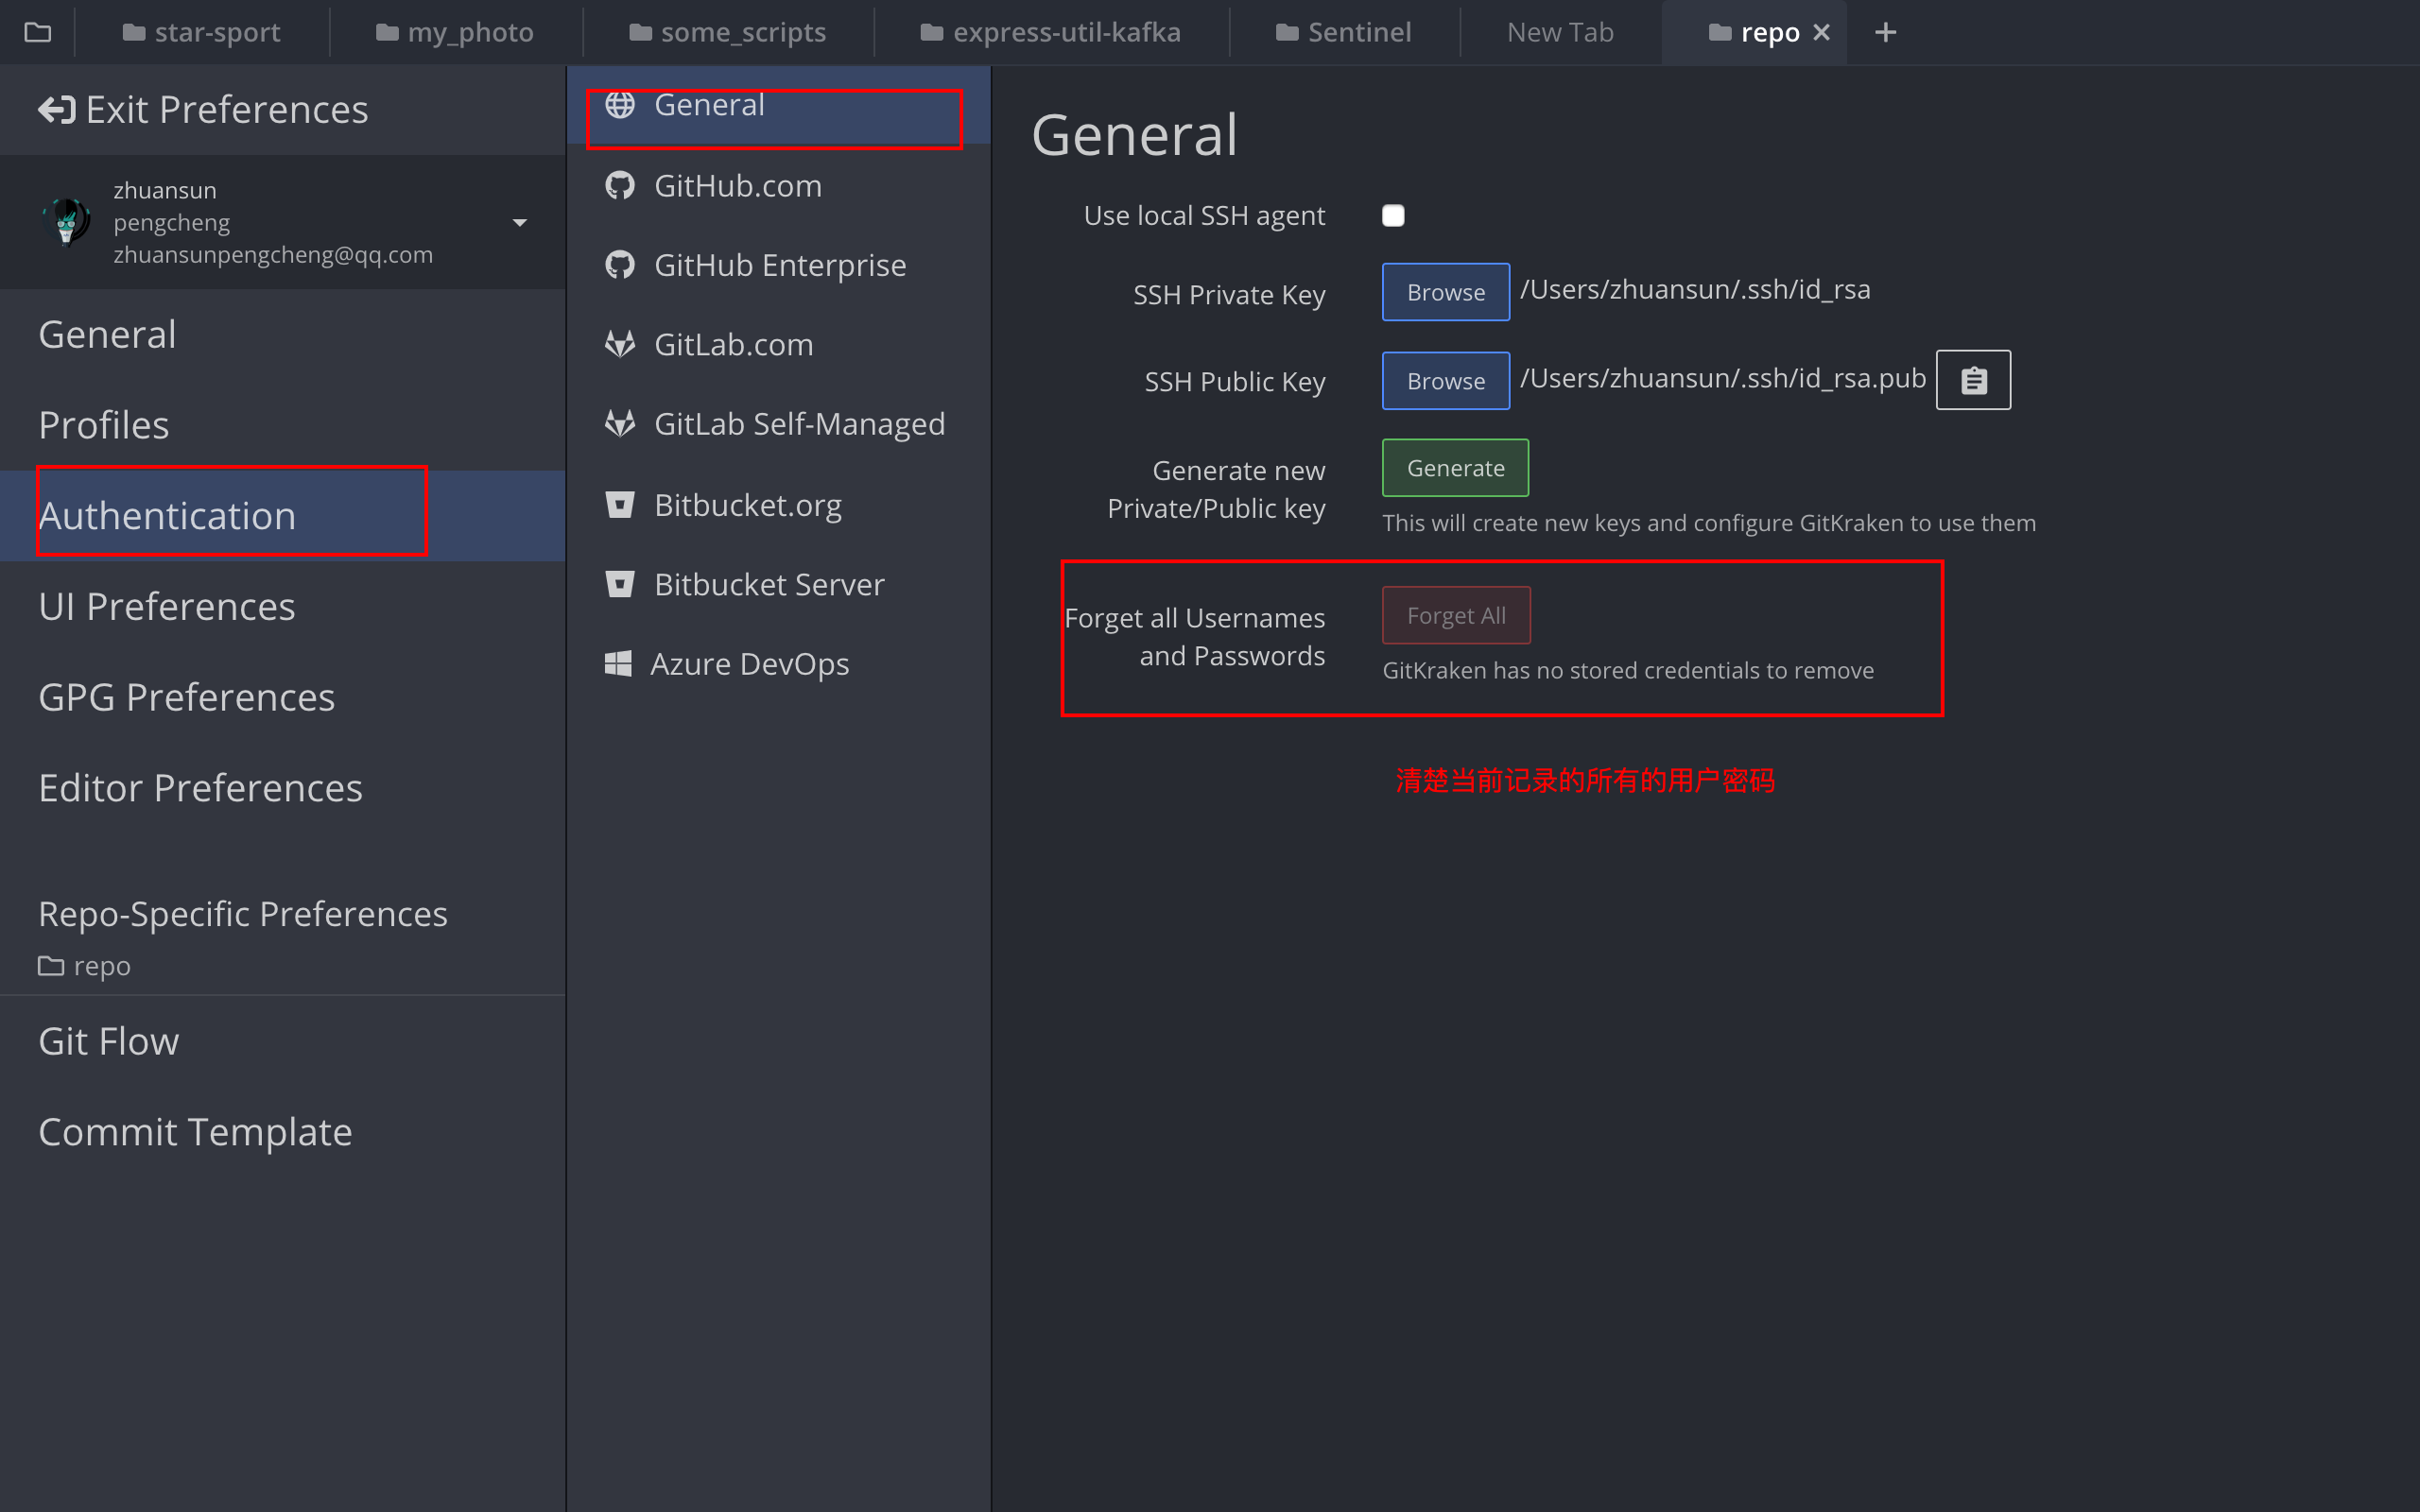 star-sport
my_photo
some_scripts
express-util-kafka
Sentinel
New Tab
repo
Exit Preferences
zhuansun
pengcheng
zhuansunpengcheng@qq.com
General
Profiles
Authentication
UI Preferences
GPG Preferences
Editor Preferences
Repo-Specific Preferences
repo
Git Flow
Commit Template
General
GitHub.com
GitHub Enterprise
GitLab.com
GitLab Self-Managed
Bitbucket.org
Bitbucket Server
Azure DevOps
General
Use local SSH agent
SSH Private Key
Browse
/Users/zhuansun/.ssh/id_rsa
SSH Public Key
Browse
/Users/zhuansun/.ssh/id_rsa.pub
Generate new
Private/Public key
Generate
This will create new keys and configure GitKraken to use them
Forget all Usernames
and Passwords
Forget All
GitKraken has no stored credentials to remove
清楚当前记录的所有的用户密码